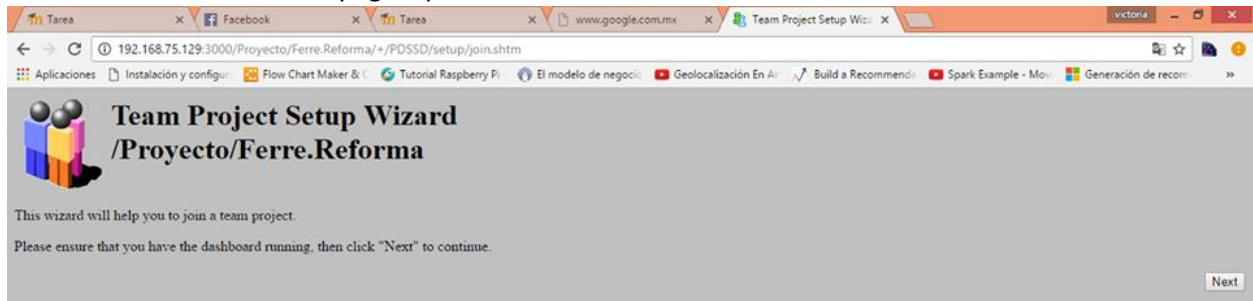 Tarea
Facebook
Tarea
www.google.com.mx
Team Project Setup Wiz
victoria
192.168.75.129:3000/Proyecto/Ferre.Reforma/+/PDSSD/setup/join.shtm
Aplicaciones
Instalación y configur
Flow Chart Maker & C
Tutorial Raspberry Pi
El modelo de negocio
Geolocalización En A
Build a Recommenda
Spark Example - Mov
Generación de recom
Team Project Setup Wizard
/Proyecto/Ferre.Reforma
This wizard will help you to join a team project.
Please ensure that you have the dashboard running, then click "Next" to continue.
Next